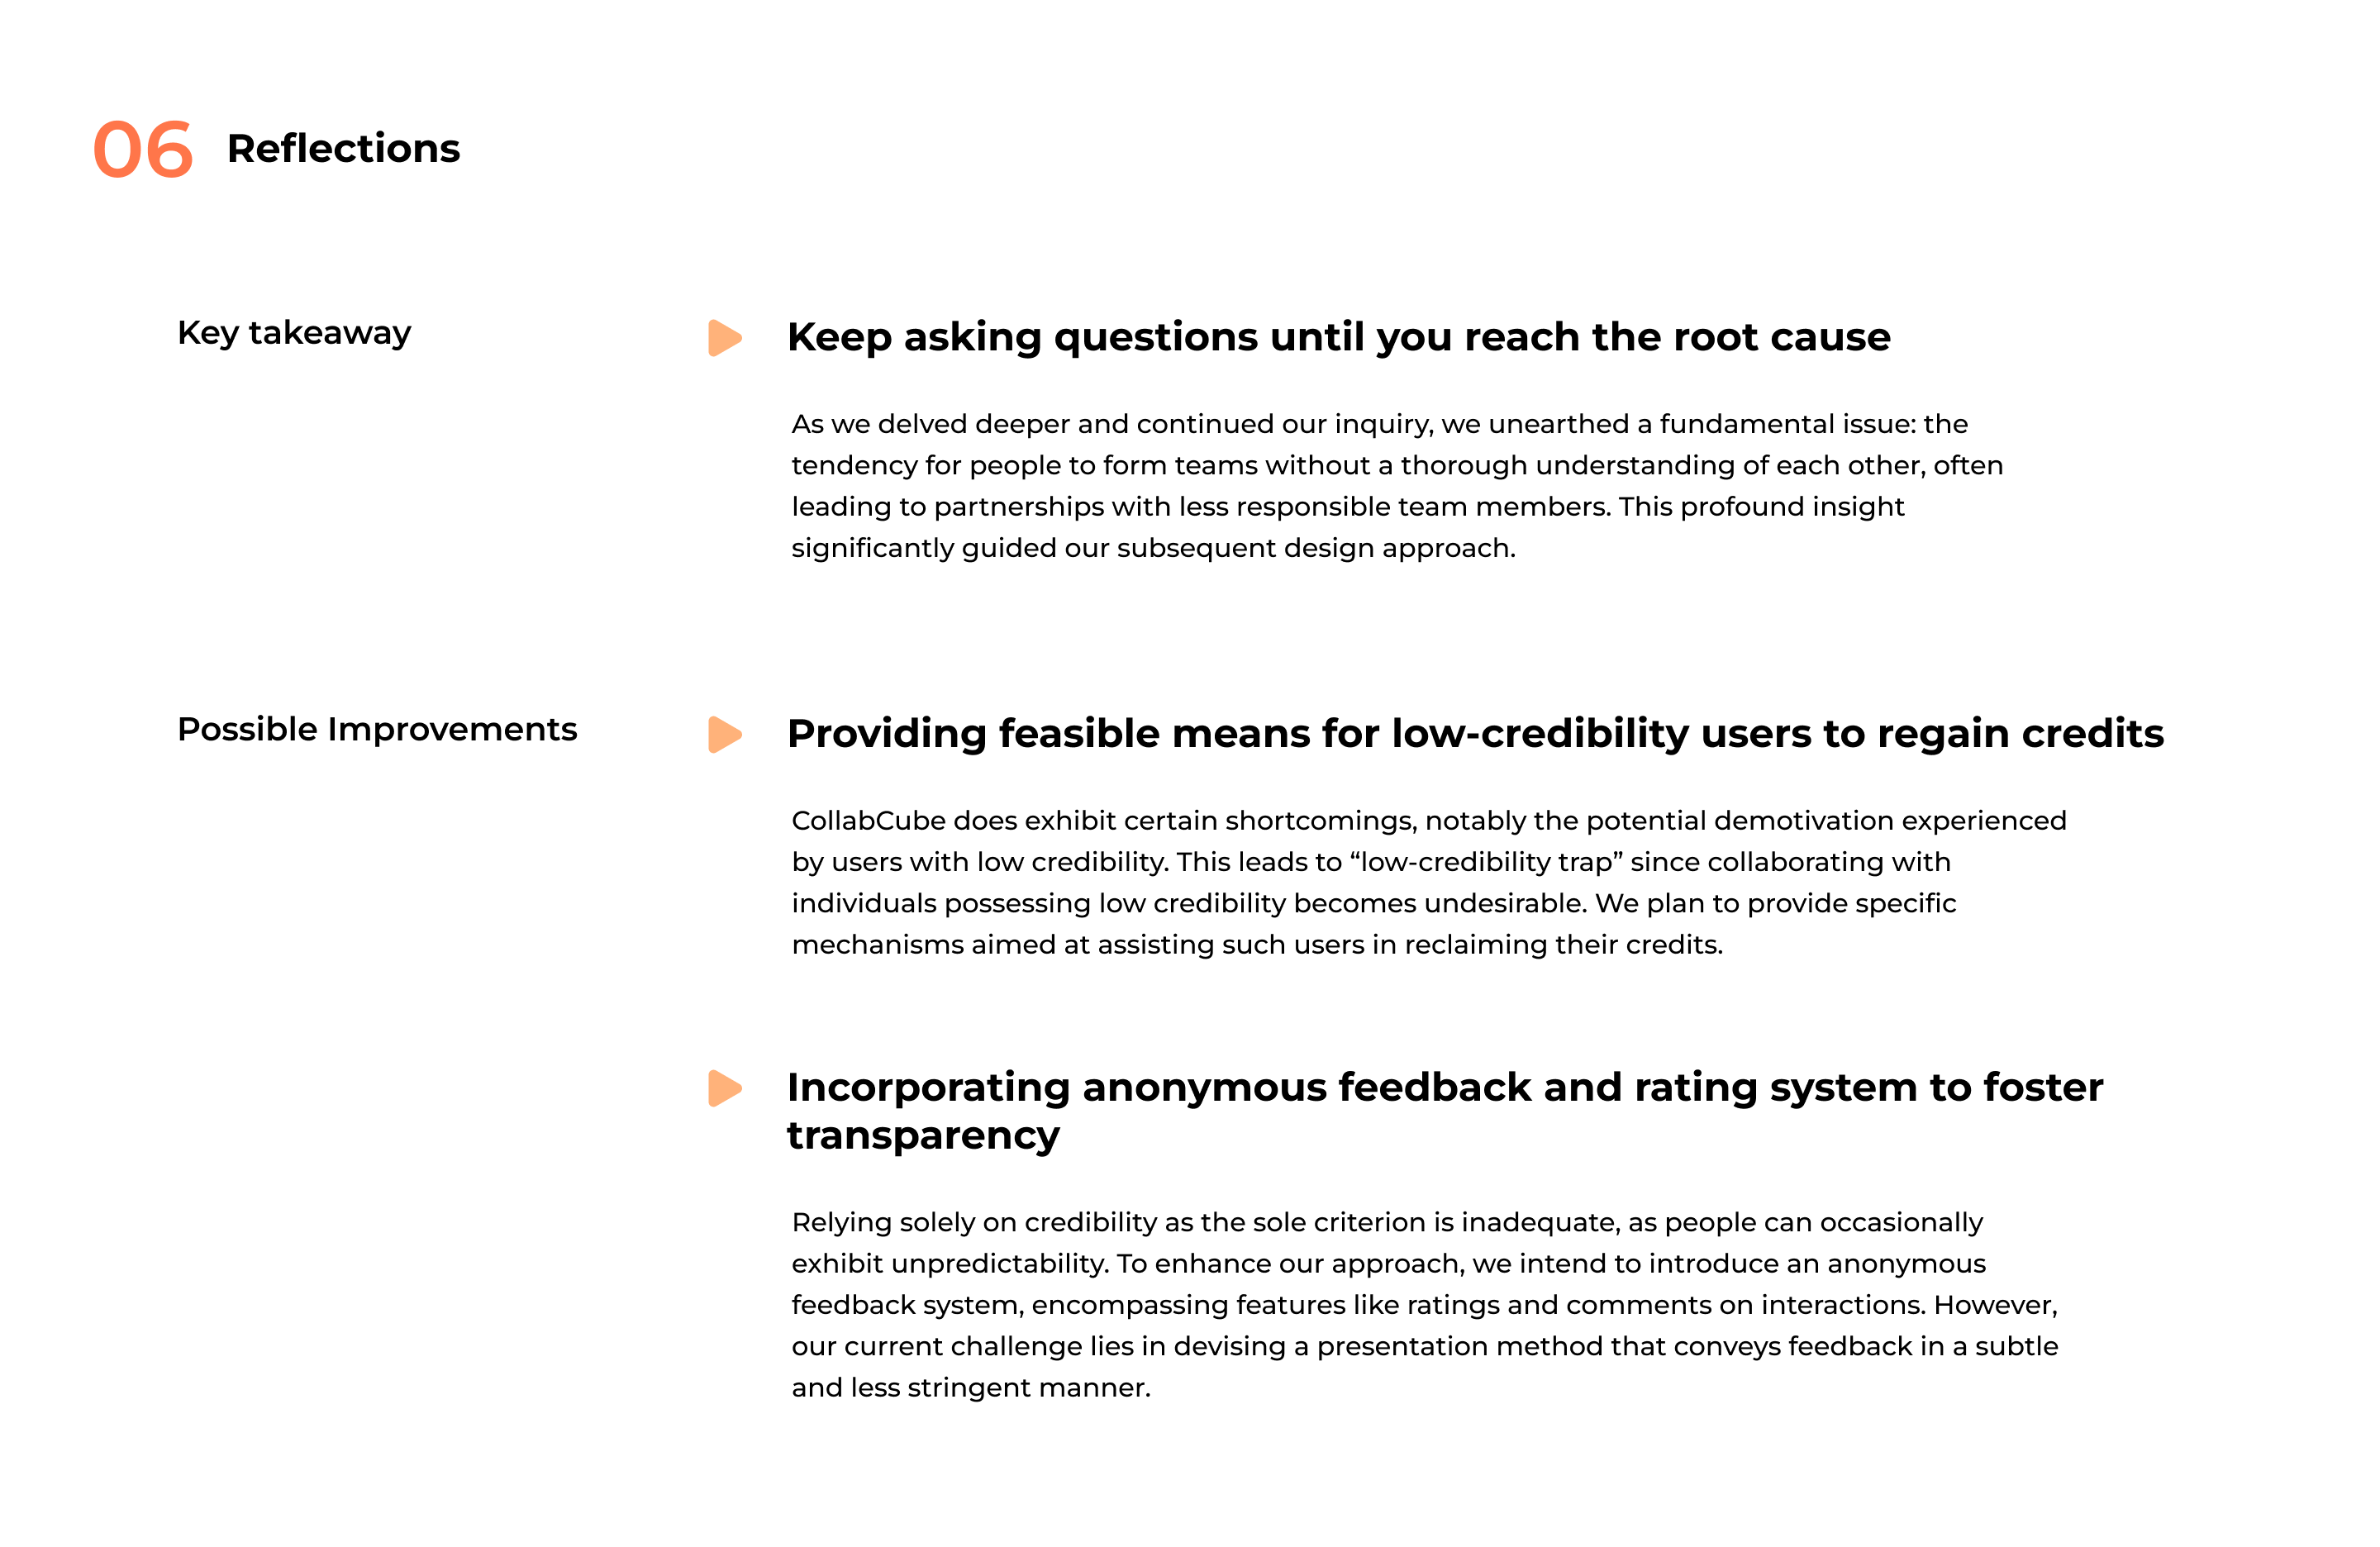 06 Reflections
Key takeaway
Keep asking questions until you reach the root cause
As we delved deeper and continued our inquiry, we unearthed a fundamental issue: the
tendency for people to form teams without a thorough understanding of each other, often
leading to partnerships with less responsible team members. This profound insight
significantly guided our subsequent design approach.
Possible Improvements
Providing feasible means for low-credibility users to regain credits
CollabCube does exhibit certain shortcomings, notably the potential demotivation experienced
by users with low credibility. This leads to “low-credibility trap” since collaborating with
individuals possessing low credibility becomes undesirable. We plan to provide specific
mechanisms aimed at assisting such users in reclaiming their credits.
Incorporating anonymous feedback and rating system to foster
transparency
Relying solely on credibility as the sole criterion is inadequate, as people can occasionally
exhibit unpredictability. To enhance our approach, we intend to introduce an anonymous
feedback system, encompassing features like ratings and comments on interactions. However,
our current challenge lies in devising a presentation method that conveys feedback in a subtle
and less stringent manner.